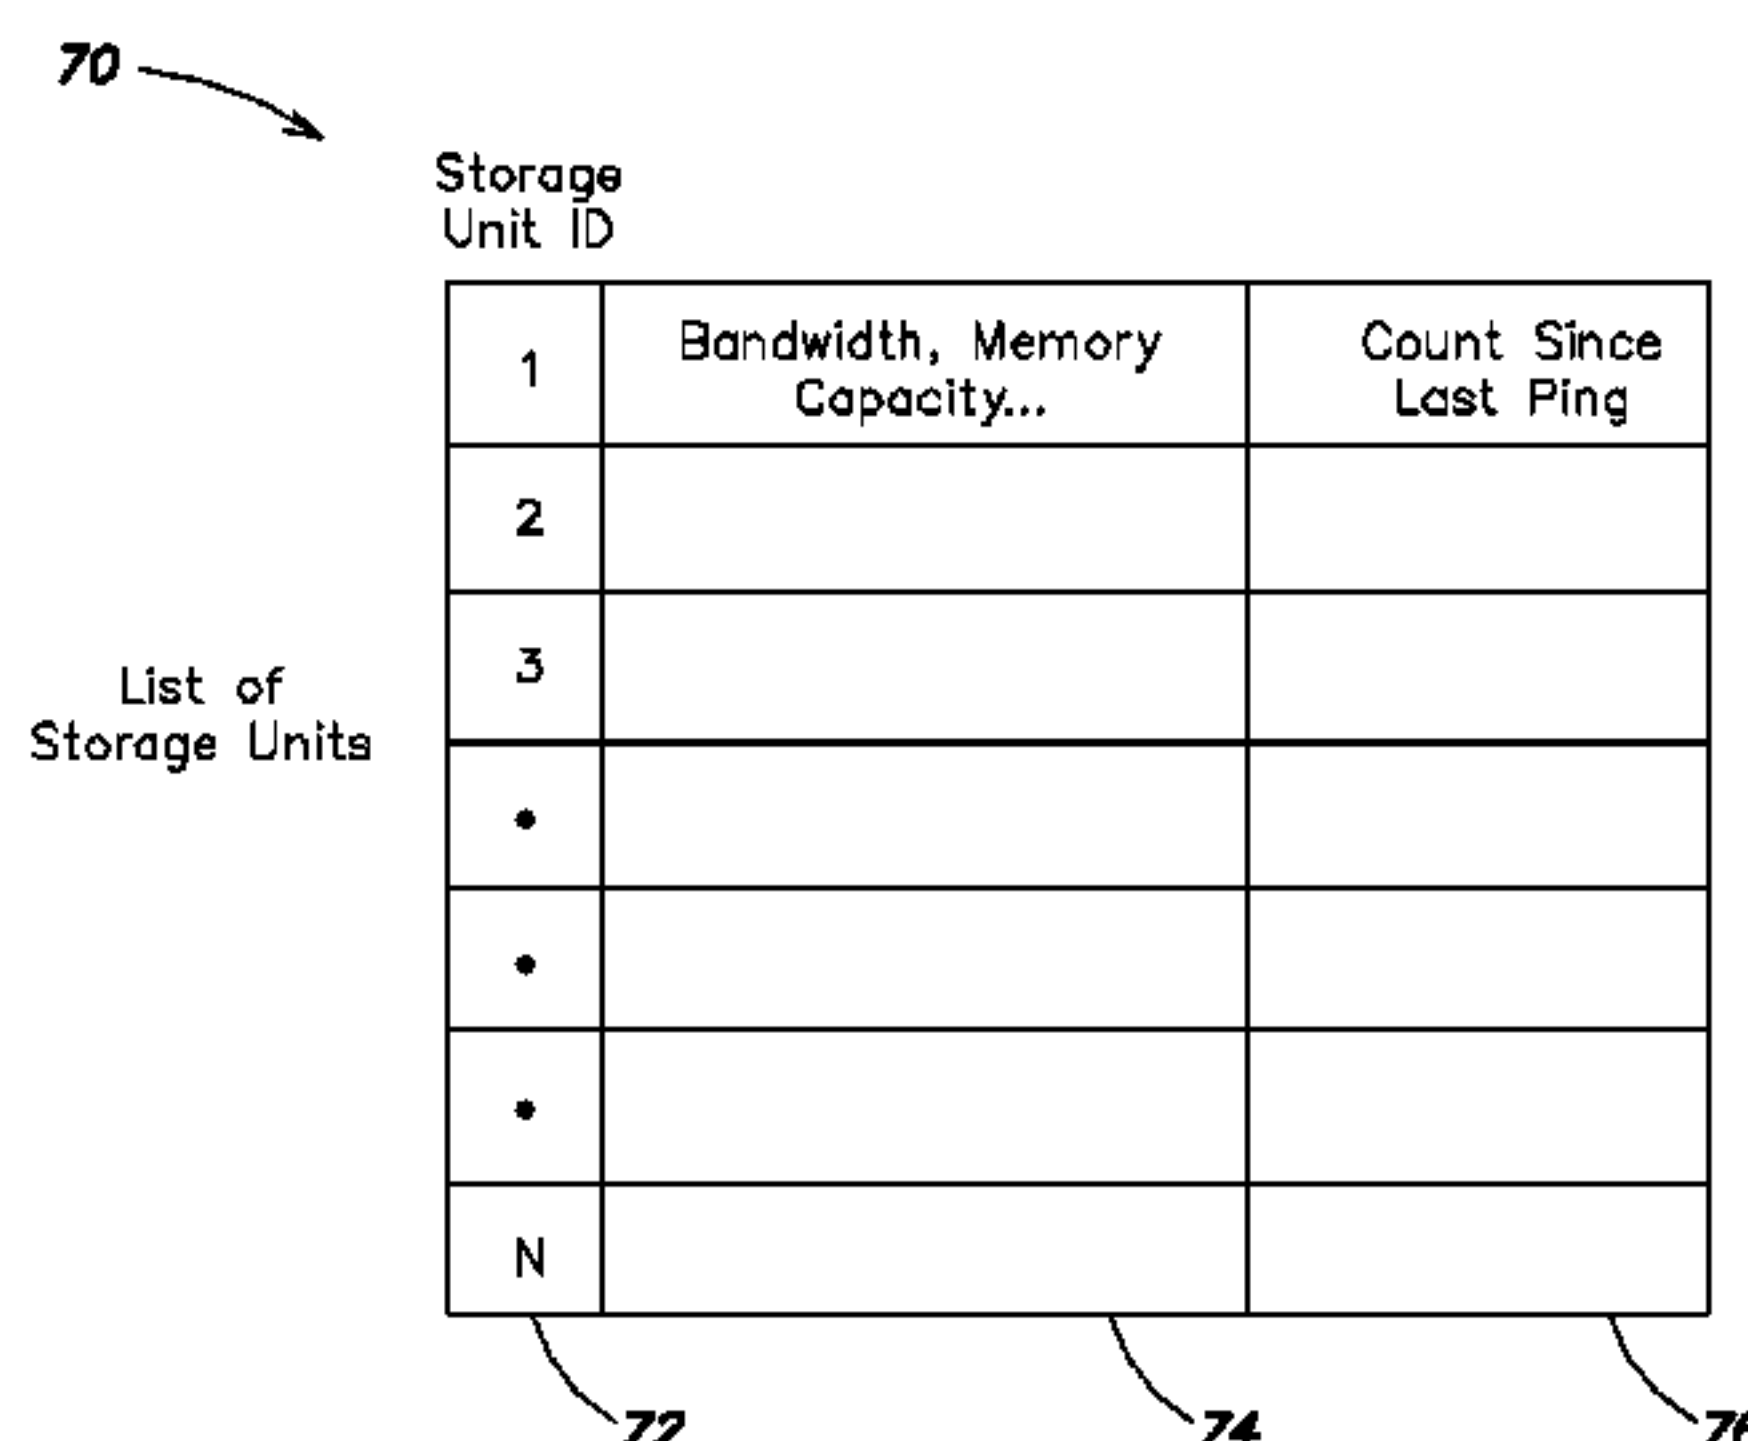 70
Storage
Unit ID
1
Bandwidth, Memory
Capacity...
Count Since
Last Ping
2
3
List of
Storage Units
N
72
74
76